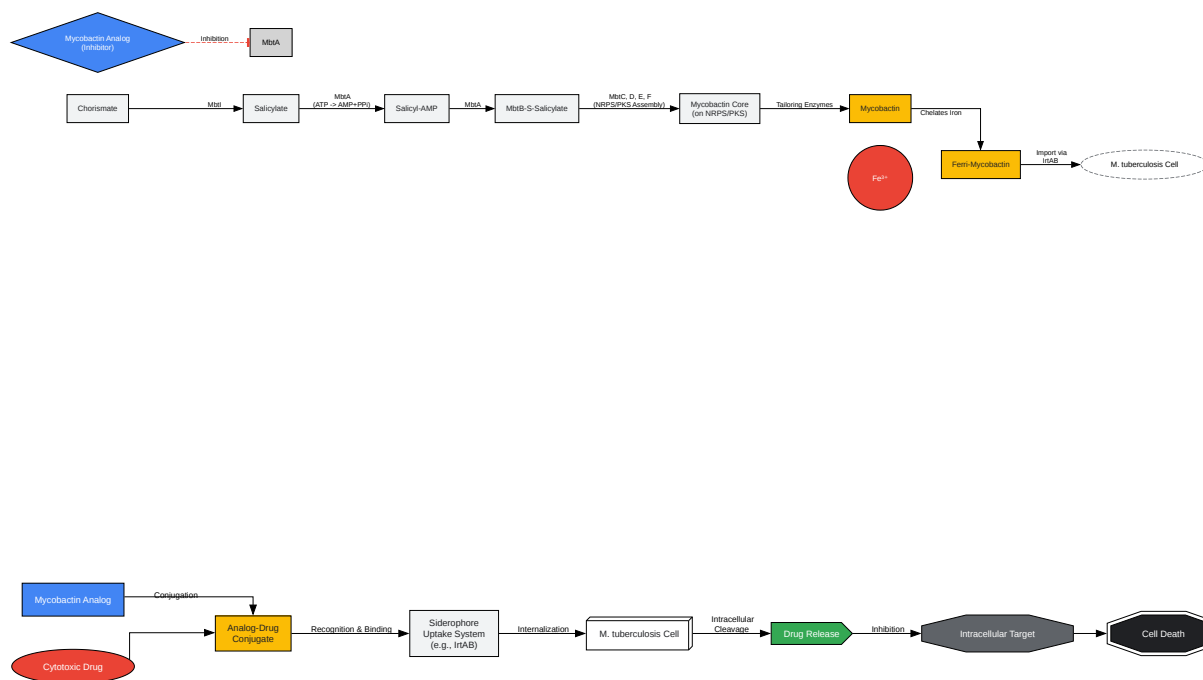 Mycobactin Analog
(Inhibitor)
Inhibition
MbtA
Chorismate
MbtI
Salicylate
MbtA
(ATP -> AMP+PPi)
Salicyl-AMP
MbtA
MbtB-S-Salicylate
MbtC, D, E, F
(NRPS/PKS Assembly)
Mycobactin Core
(on NRPS/PKS)
Tailoring Enzymes
Mycobactin
Chelates Iron
Fe³⁺
Ferri-Mycobactin
Import via
IrtAB
M. tuberculosis Cell
Mycobactin Analog
Conjugation
Cytotoxic Drug
Analog-Drug
Conjugate
Recognition & Binding
Siderophore
Uptake System
(e.g., IrtAB)
Internalization
M. tuberculosis Cell
Intracellular
Cleavage
Drug Release
Inhibition
Intracellular Target
Cell Death